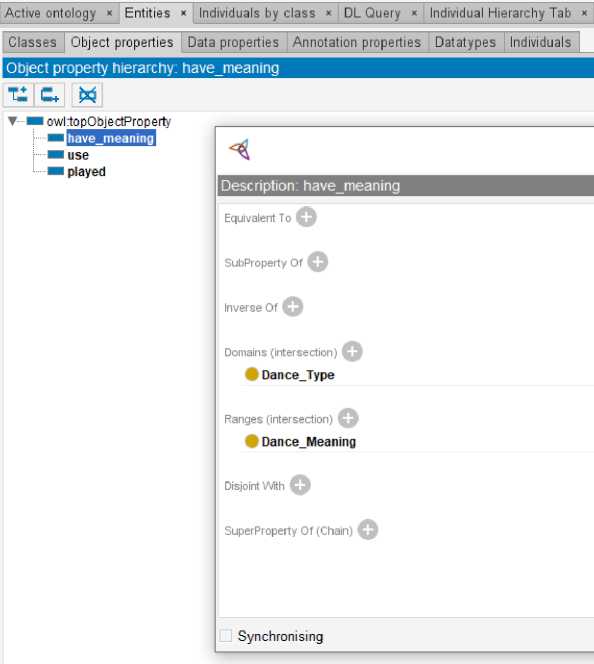 Active ontology × Entities × Individuals by class × DL Query × Individual Hierarchy Tab ×
Classes Object properties Data properties Annotation properties Datatypes Individuals
Object property hierarchy: have_meaning
owl:topObjectProperty
have_meaning
use
played
Description: have_meaning
Equivalent To
SubProperty Of
Inverse Of
Domains (intersection)
Dance_Type
Ranges (intersection)
Dance_Meaning
Disjoint With
SuperProperty Of (Chain)
Synchronising